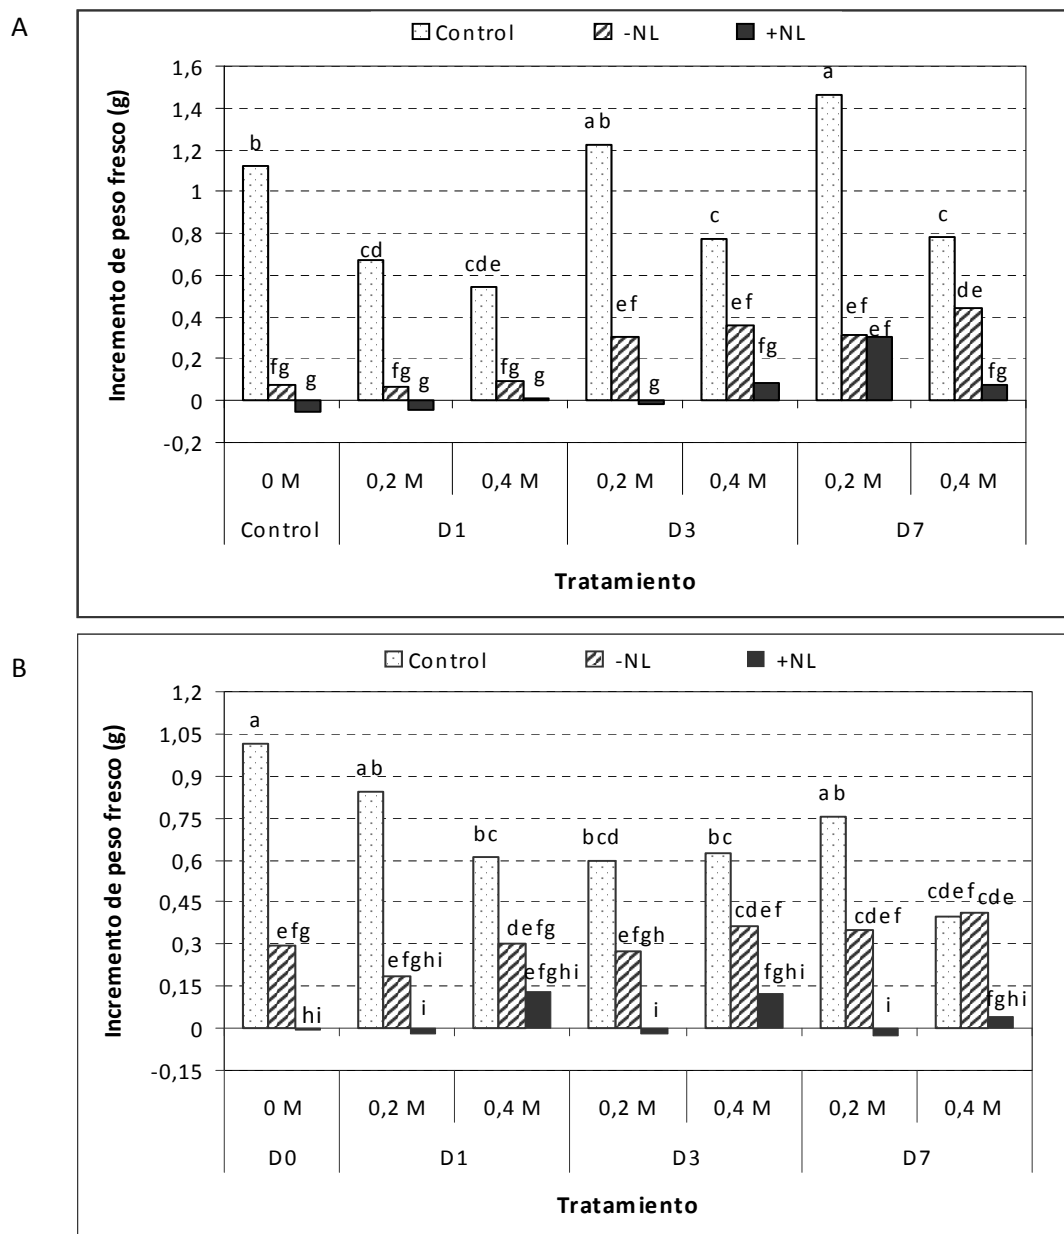 A
Control -NL +NL
Incremento de peso fresco (g)
1,6
1,4
1,2
1
0,8
0,6
0,4
0,2
0
-0,2
b fg g
cd fg g
cde fg g
ab ef g
c ef fg
a ef ef
c de fg
0 M 0,2 M 0,4 M 0,2 M 0,4 M 0,2 M 0,4 M
Control D1 D3 D7
Tratamiento
B
Control -NL +NL
Incremento de peso fresco (g)
1,2
1,05
0,9
0,75
0,6
0,45
0,3
0,15
0
-0,15
a efg hi
ab efghi i
bc defg efghi
bcd efgh i
bc cdef fghi
ab cdef i
cdef cde fghi
0 M 0,2 M 0,4 M 0,2 M 0,4 M 0,2 M 0,4 M
D0 D1 D3 D7
Tratamiento